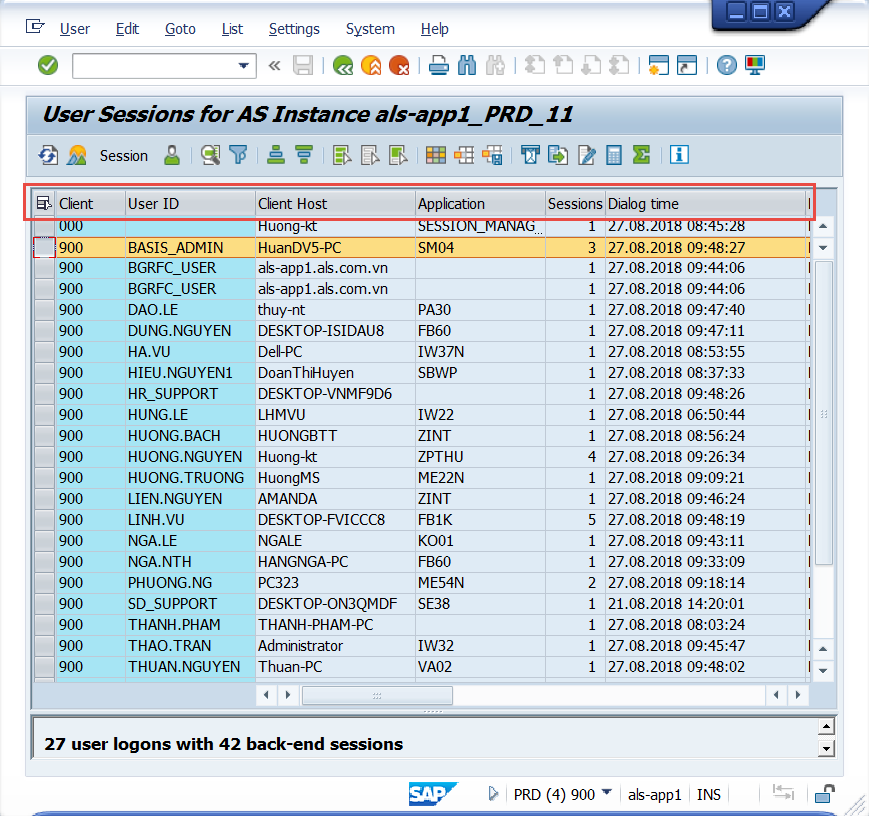 User Edit Goto List Settings System Help
User Sessions for AS Instance als-app1_PRD_11
Session
Client User ID Client Host Application Sessions Dialog time
000 Huong-kt SESSION_MANAG... 1 27.08.2018 08:45:28
900 BASIS_ADMIN HuanDV5-PC SM04 3 27.08.2018 09:48:27
900 BGRFC_USER als-app1.als.com.vn 1 27.08.2018 09:44:06
900 BGRFC_USER als-app1.als.com.vn 1 27.08.2018 09:44:06
900 DAO.LE thuy-nt PA30 1 27.08.2018 09:47:40
900 DUNG.NGUYEN DESKTOP-ISIDAU8 FB60 1 27.08.2018 09:47:11
900 HA.VU Dell-PC IW37N 1 27.08.2018 08:53:55
900 HIEU.NGUYEN1 DoanThiHuyen SBWP 1 27.08.2018 08:37:33
900 HR_SUPPORT DESKTOP-VNMF9D6 1 27.08.2018 09:48:26
900 HUNG.LE LHMVU IW22 1 27.08.2018 06:50:44
900 HUONG.BACH HUONGBTT ZINT 1 27.08.2018 08:56:24
900 HUONG.NGUYEN Huong-kt ZPTHU 4 27.08.2018 09:26:34
900 HUONG.TRUONG HuongMS ME22N 1 27.08.2018 09:09:21
900 LIEN.NGUYEN AMANDA ZINT 1 27.08.2018 09:46:24
900 LINH.VU DESKTOP-FVICCC8 FB1K 5 27.08.2018 09:48:19
900 NGA.LE NGALE KO01 1 27.08.2018 09:43:11
900 NGA.NTH HANGNGA-PC FB60 1 27.08.2018 09:33:09
900 PHUONG.NG PC323 ME54N 2 27.08.2018 09:18:14
900 SD_SUPPORT DESKTOP-ON3QMDF SE38 1 21.08.2018 14:20:01
900 THANH.PHAM THANH-PHAM-PC 1 27.08.2018 08:03:24
900 THAO.TRAN Administrator IW32 1 27.08.2018 09:45:47
900 THUAN.NGUYEN Thuan-PC VA02 1 27.08.2018 09:48:02
27 user logons with 42 back-end sessions
SAP PRD (4) 900 als-app1 INS